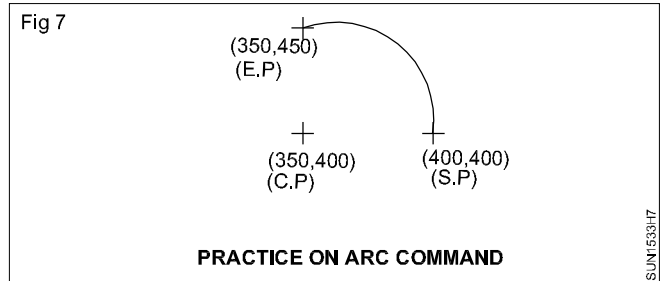 Fig 7
(350,450)
(E.P)
(350,400)
(C.P)
(400,400)
(S.P)
PRACTICE ON ARC COMMAND
SUN1533H7